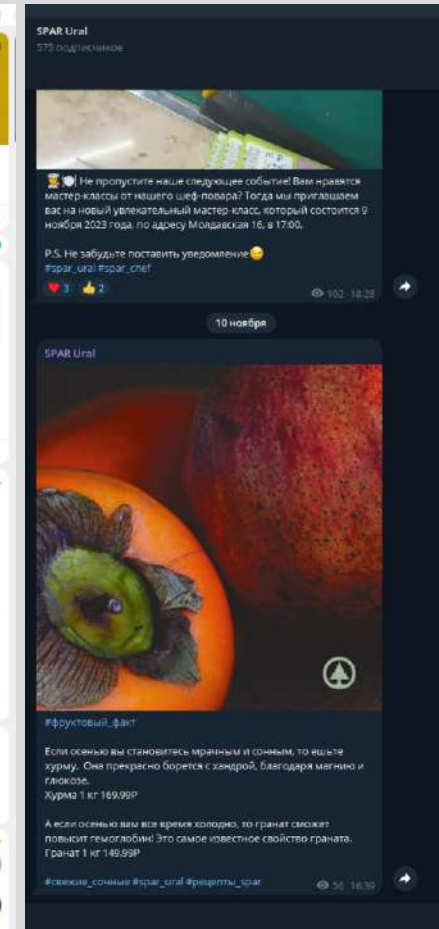 SPAR Ural
575 подписчиков
Не пропустите наше следующее событие! Вам нравятся
мастер-классы от нашего шеф-повара? Тогда мы приглашаем
вас на новый увлекательный мастер-класс, который состоится 9
ноября 2023 года, по адресу Молдавская 16, в 17:00.
P.S. Не забудьте поставить уведомление😉
#spar_ural #spar_chef
❤ 3 👍 2
102 18:28
10 ноября
SPAR Ural
#фруктовый_факт
Если осенью вы становитесь мрачным и сонным, то ешьте
хурму. Она прекрасно борется с хандрой, благодаря магнию и
глюкозе.
Хурма 1 кг 169.99Р
А если осенью вам все время холодно, то гранат сможет
повысит гемоглобин! Это самое известное свойство граната.
Гранат 1 кг 149.99Р
#свежие_сочные #spar_ural #рецепты_spar
56 16:39